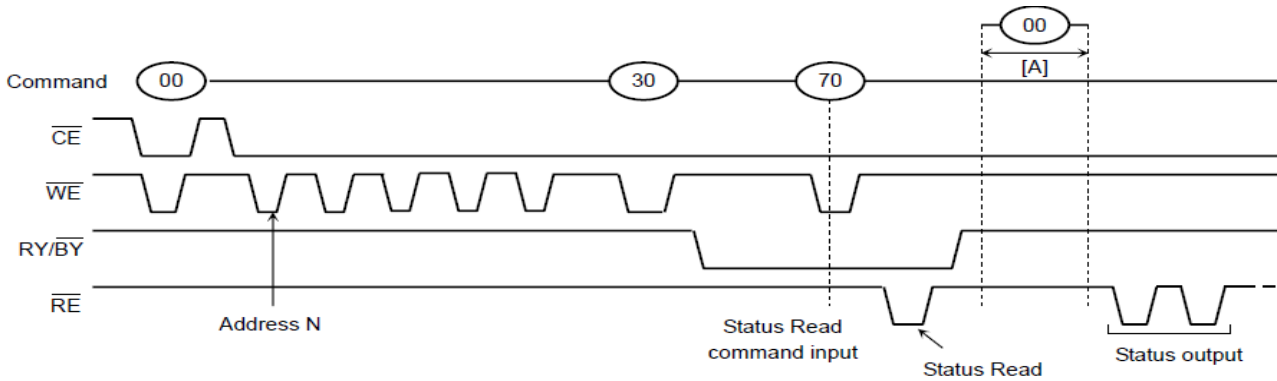 00
[A]
Command 00 30 70
CE
WE
RY/BY
RE
Address N
Status Read
command input
Status Read
Status output